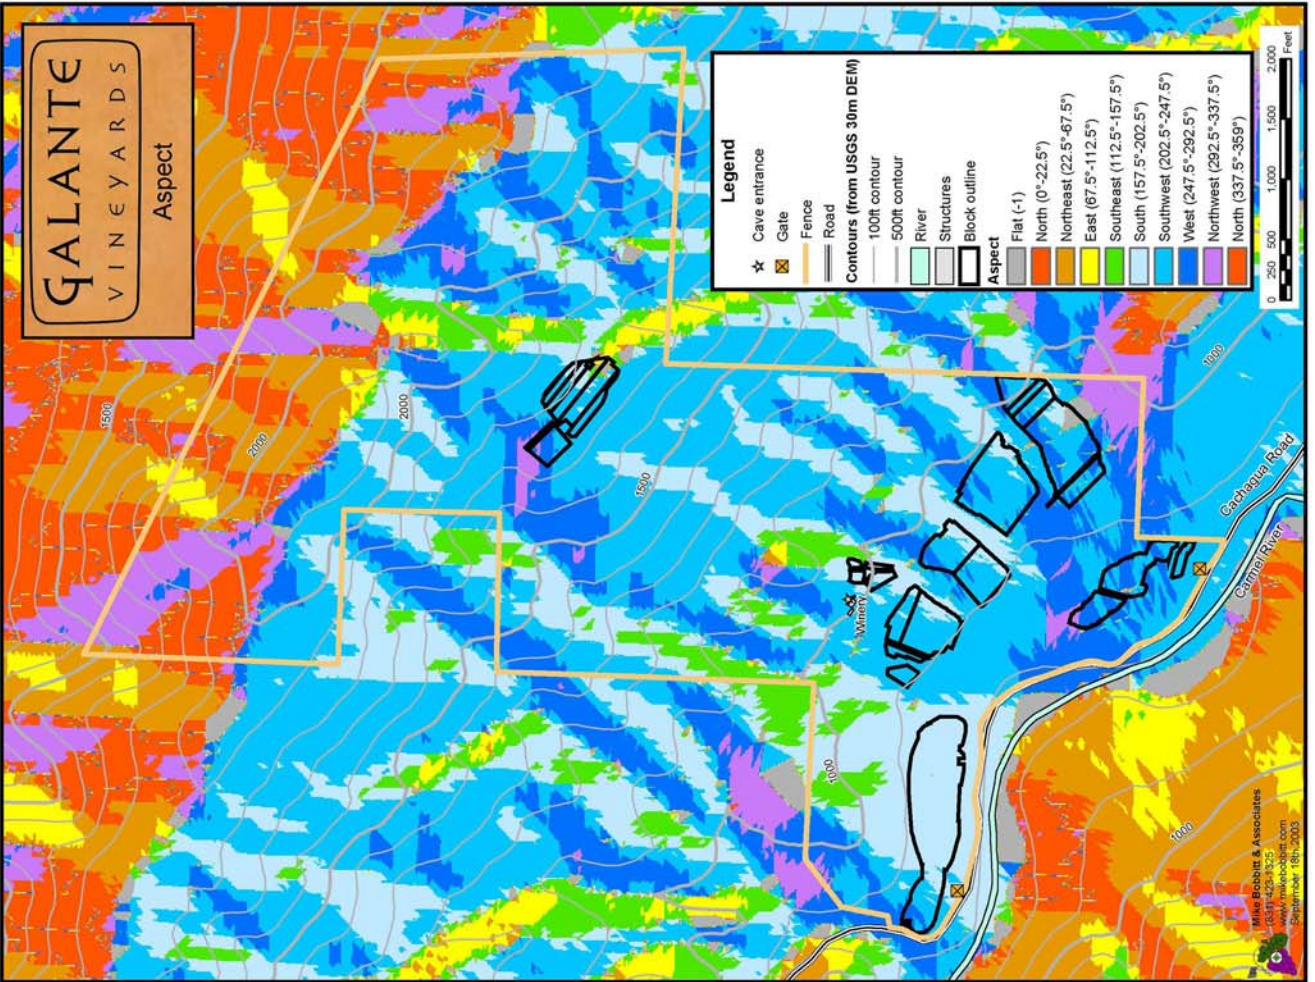 GALANTE
VINEYARDS
Aspect
Legend
Cave entrance
Gate
Fence
Road
Contours (from USGS 30m DEM)
100ft contour
500ft contour
River
Structures
Block outline
Aspect
Flat (-1)
North (0°-22.5°)
Northeast (22.5°-67.5°)
East (67.5°-112.5°)
Southeast (112.5°-157.5°)
South (157.5°-202.5°)
Southwest (202.5°-247.5°)
West (247.5°-292.5°)
Northwest (292.5°-337.5°)
North (337.5°-359°)
0 250 500 1,000 1,500 2,000
Feet
1500
2000
2000
1500
1000
1000
1000
Winery
Cachagua Road
Carmel River
Mike Bobbitt & Associates
(831) 423-1325
www.mikebobbitt.com
September 18th, 2003